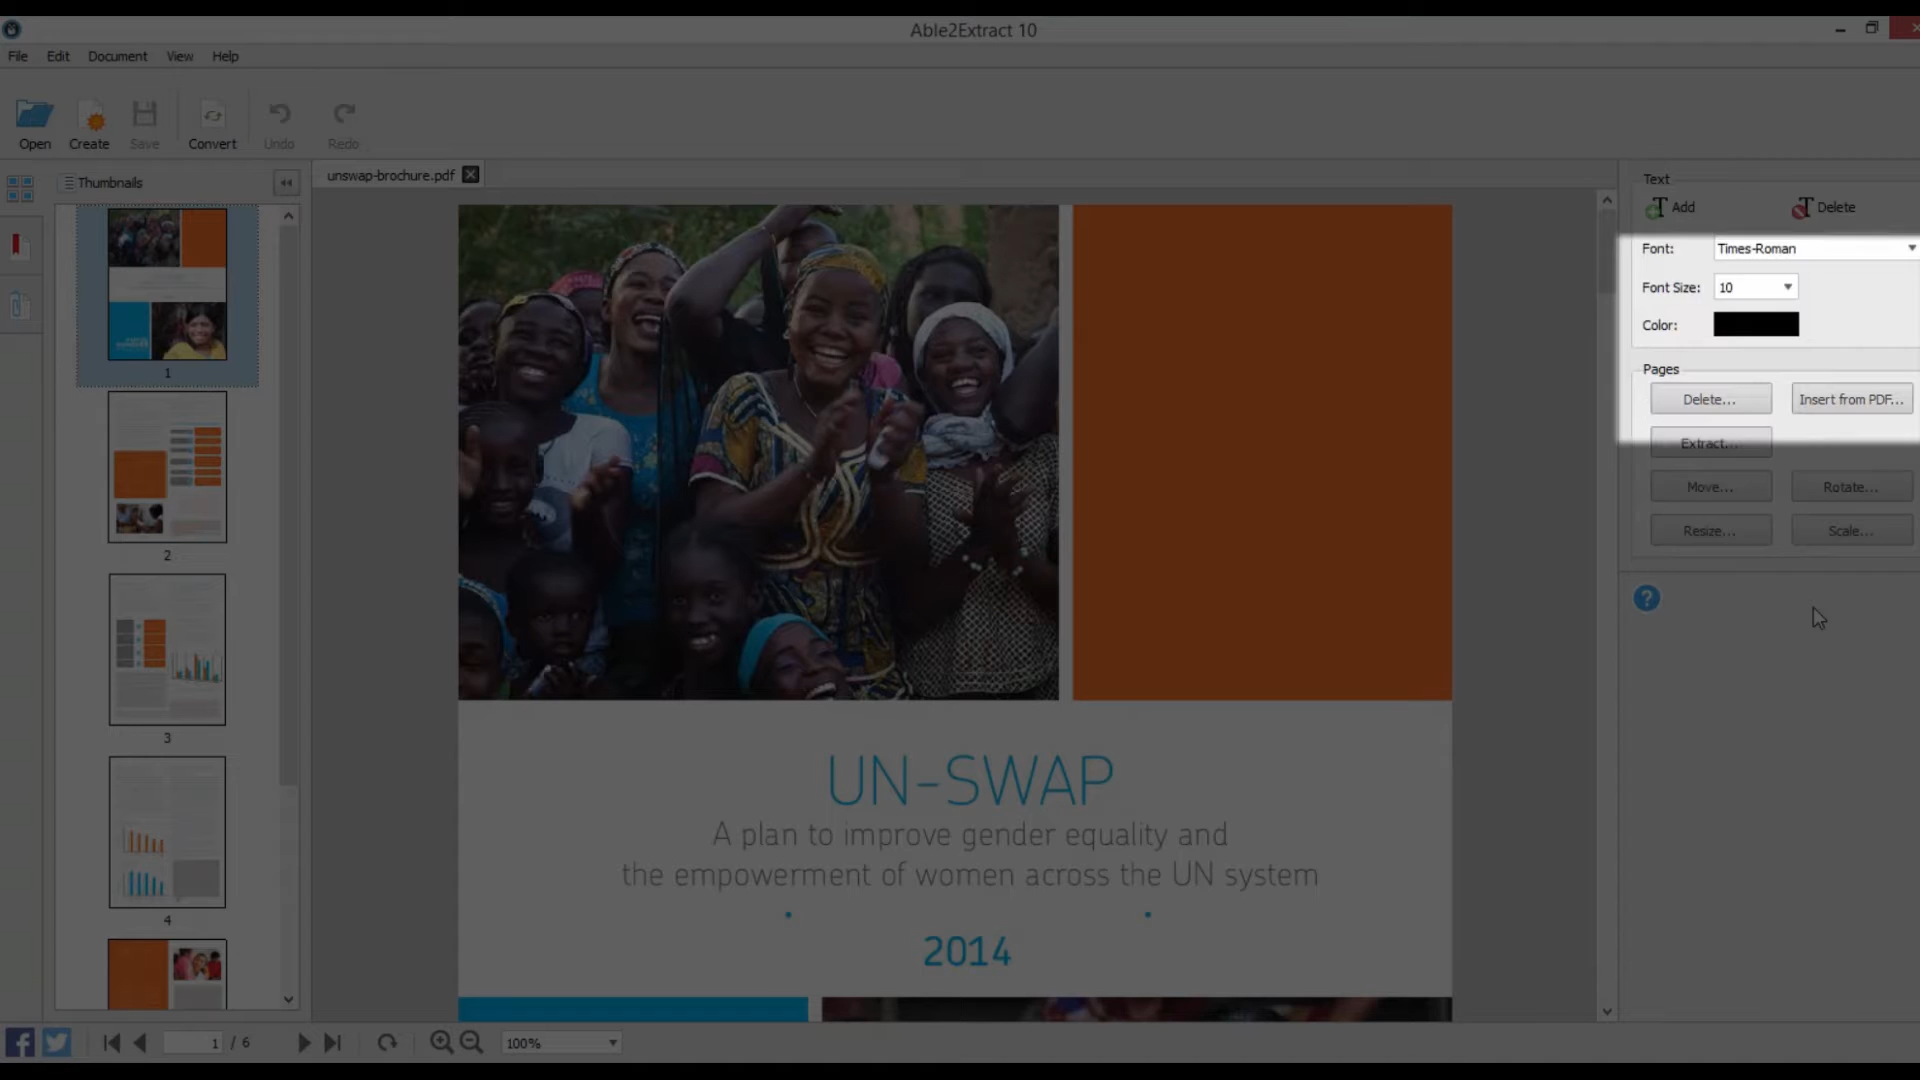 Able2Extract 10
File Edit Document View Help
Open Create Save Convert Undo Redo
Thumbnails
unswap-brochure.pdf
1
2
3
4
UN-SWAP
A plan to improve gender equality and
the empowerment of women across the UN system
2014
Text
Add Delete
Font: Times-Roman
Font Size: 10
Color:
Pages
Delete... Insert from PDF...
Extract...
Move... Rotate...
Resize... Scale...
?
1 / 6 100%